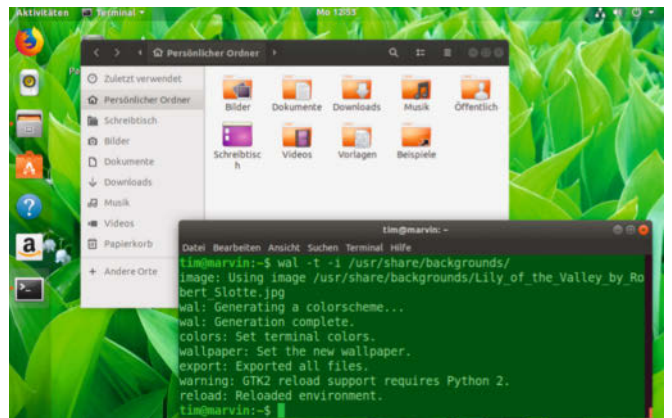 Aktivitäten Terminal Mo 12:55
Persönlicher Ordner
Zuletzt verwendet
Persönlicher Ordner
Schreibtisch
Bilder
Dokumente
Downloads
Musik
Videos
Papierkorb
+ Andere Orte
Bilder Dokumente Downloads Musik Öffentlich
Schreibtisc
h
Videos Vorlagen Beispiele
tim@marvin: ~
Datei Bearbeiten Ansicht Suchen Terminal Hilfe
tim@marvin:~$ wal -t -i /usr/share/backgrounds/
image: Using image /usr/share/backgrounds/Lily_of_the_Valley_by_Ro
bert_Slotte.jpg
wal: Generating a colorscheme...
wal: Generation complete.
colors: Set terminal colors.
wallpaper: Set the new wallpaper.
export: Exported all files.
warning: GTK2 reload support requires Python 2.
reload: Reloaded environment.
tim@marvin:~$